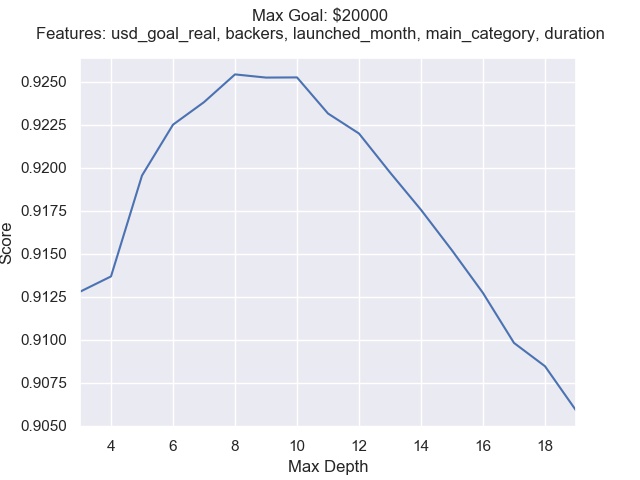 Max Goal: $20000
Features: usd_goal_real, backers, launched_month, main_category, duration
0.9250
0.9225
0.9200
0.9175
0.9150
0.9125
0.9100
0.9075
0.9050
Score
4 6 8 10 12 14 16 18
Max Depth